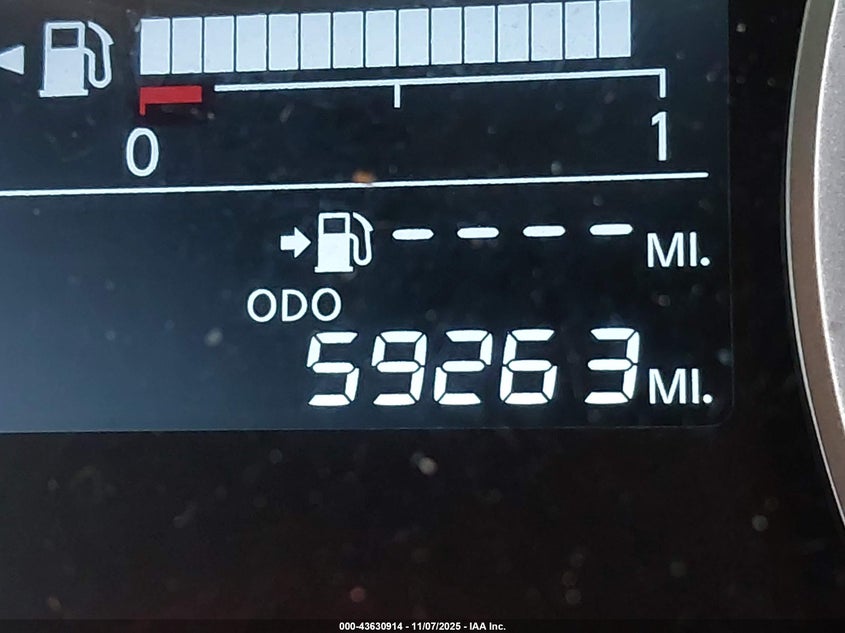 0 1
- - - - MI.
ODO
59263 MI.
000-43630914 - 11/07/2025 - IAA Inc.